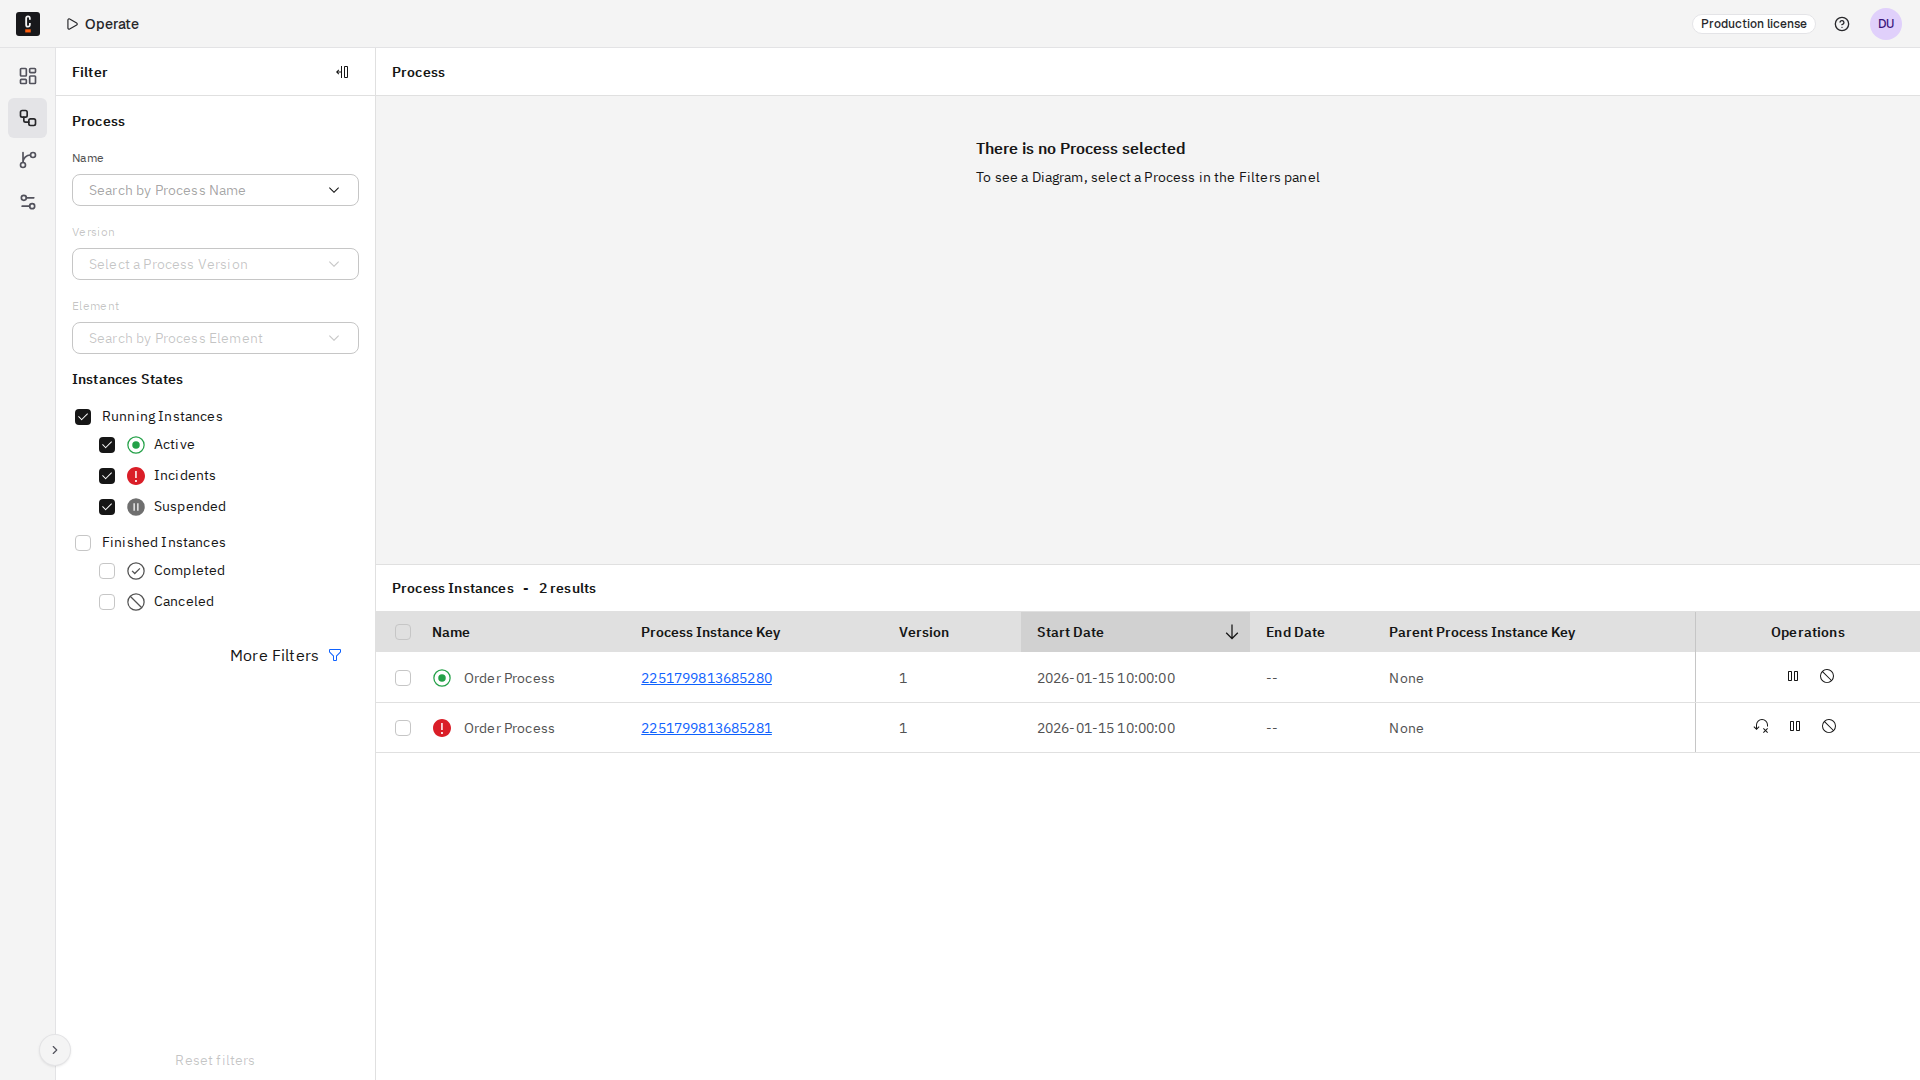 Operate
Production license
DU
Filter
Process
Process
Name
Search by Process Name
Version
Select a Process Version
Element
Search by Process Element
Instances States
Running Instances
Active
Incidents
Suspended
Finished Instances
Completed
Canceled
More Filters
Reset filters
There is no Process selected
To see a Diagram, select a Process in the Filters panel
Process Instances - 2 results
Name Process Instance Key Version Start Date End Date Parent Process Instance Key Operations
Order Process 2251799813685280 1 2026-01-15 10:00:00 -- None
Order Process 2251799813685281 1 2026-01-15 10:00:00 -- None